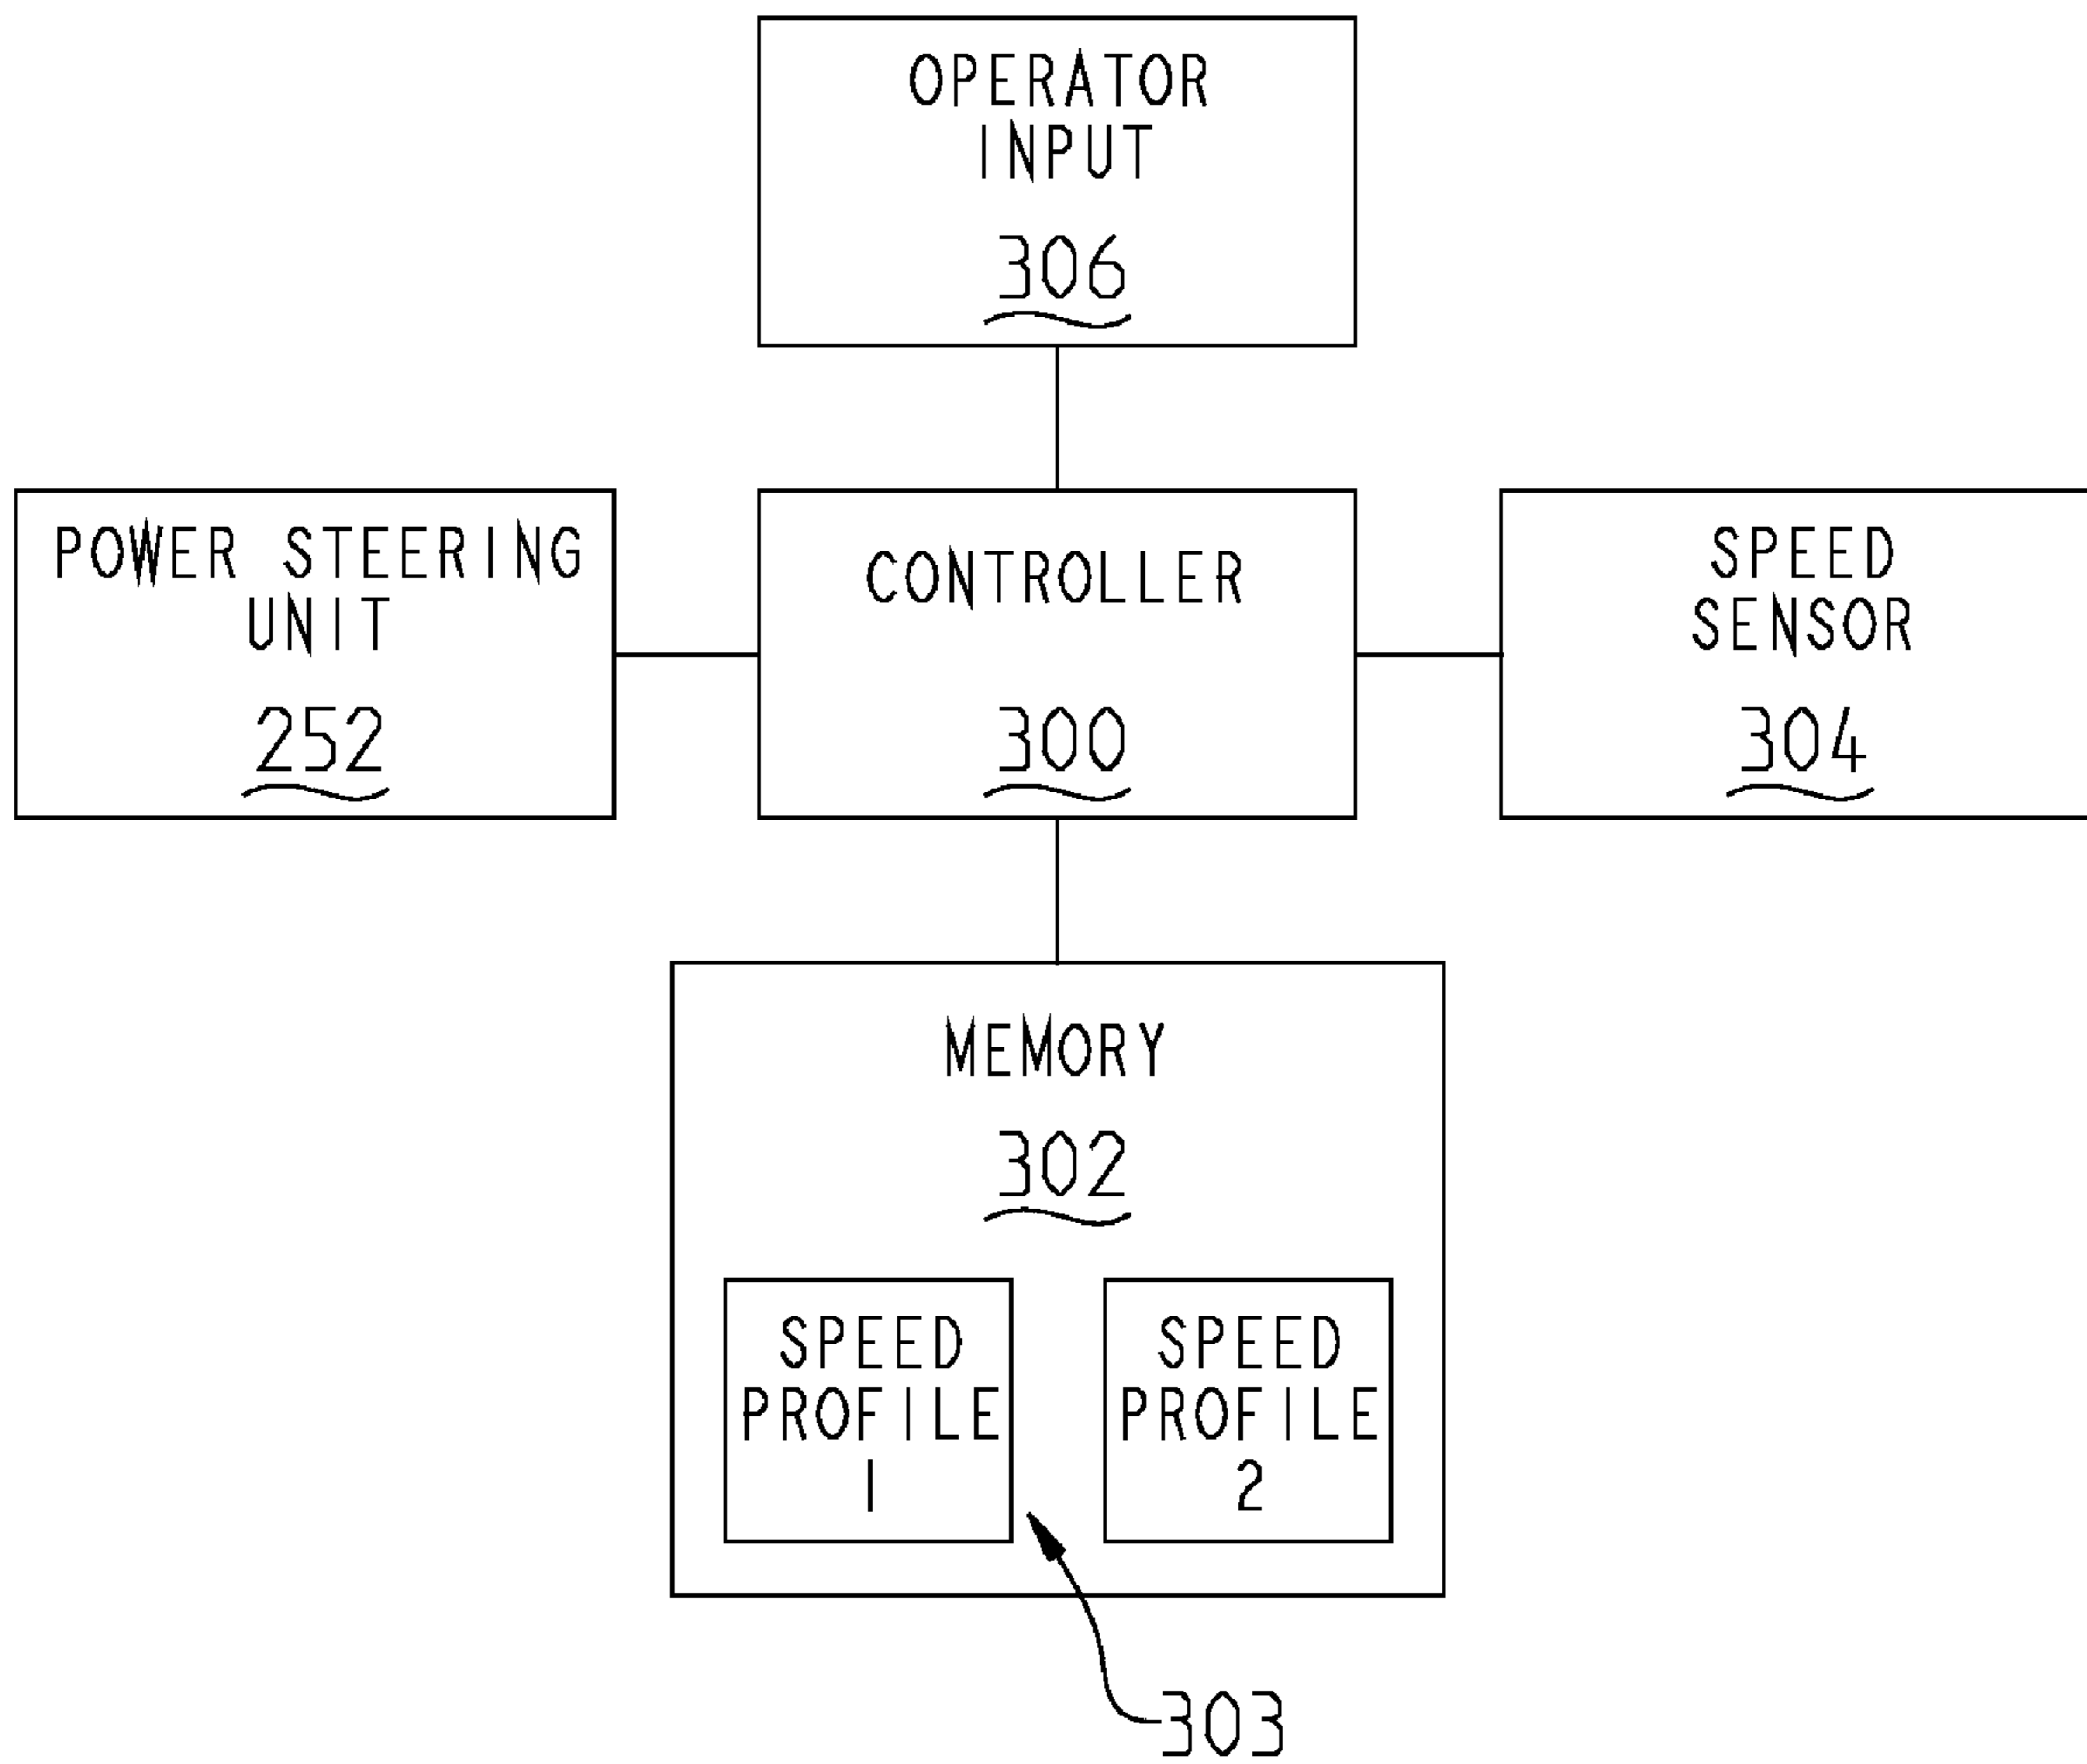 OPERATOR
INPUT
306
POWER STEERING
UNIT
252
CONTROLLER
300
SPEED
SENSOR
304
MEMORY
302
SPEED
PROFILE
1
SPEED
PROFILE
2
303